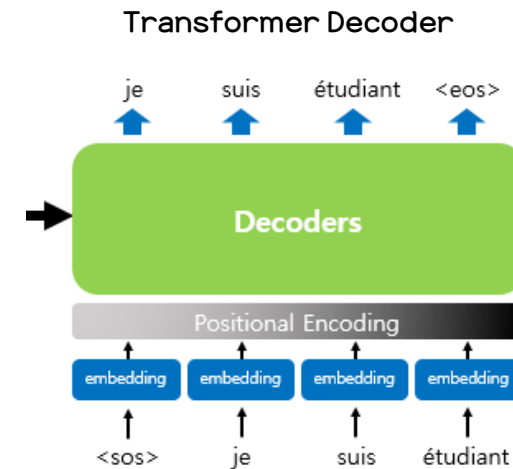 Transformer Decoder
je suis étudiant <eos>
Decoders
Positional Encoding
embedding embedding embedding embedding
<sos> je suis étudiant